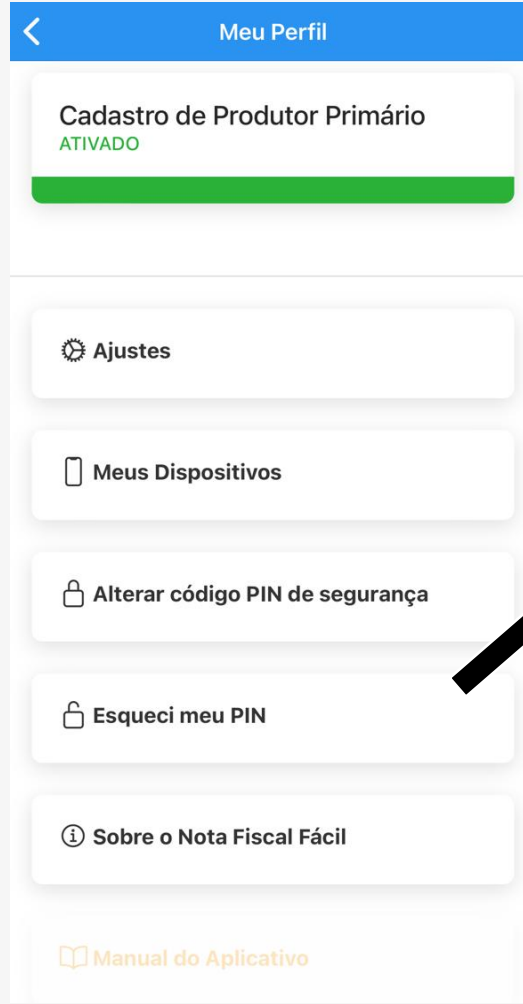 Meu Perfil
Cadastro de Produtor Primário
ATIVADO
Ajustes
Meus Dispositivos
Alterar código PIN de segurança
Esqueci meu PIN
Sobre o Nota Fiscal Fácil
Manual do Aplicativo